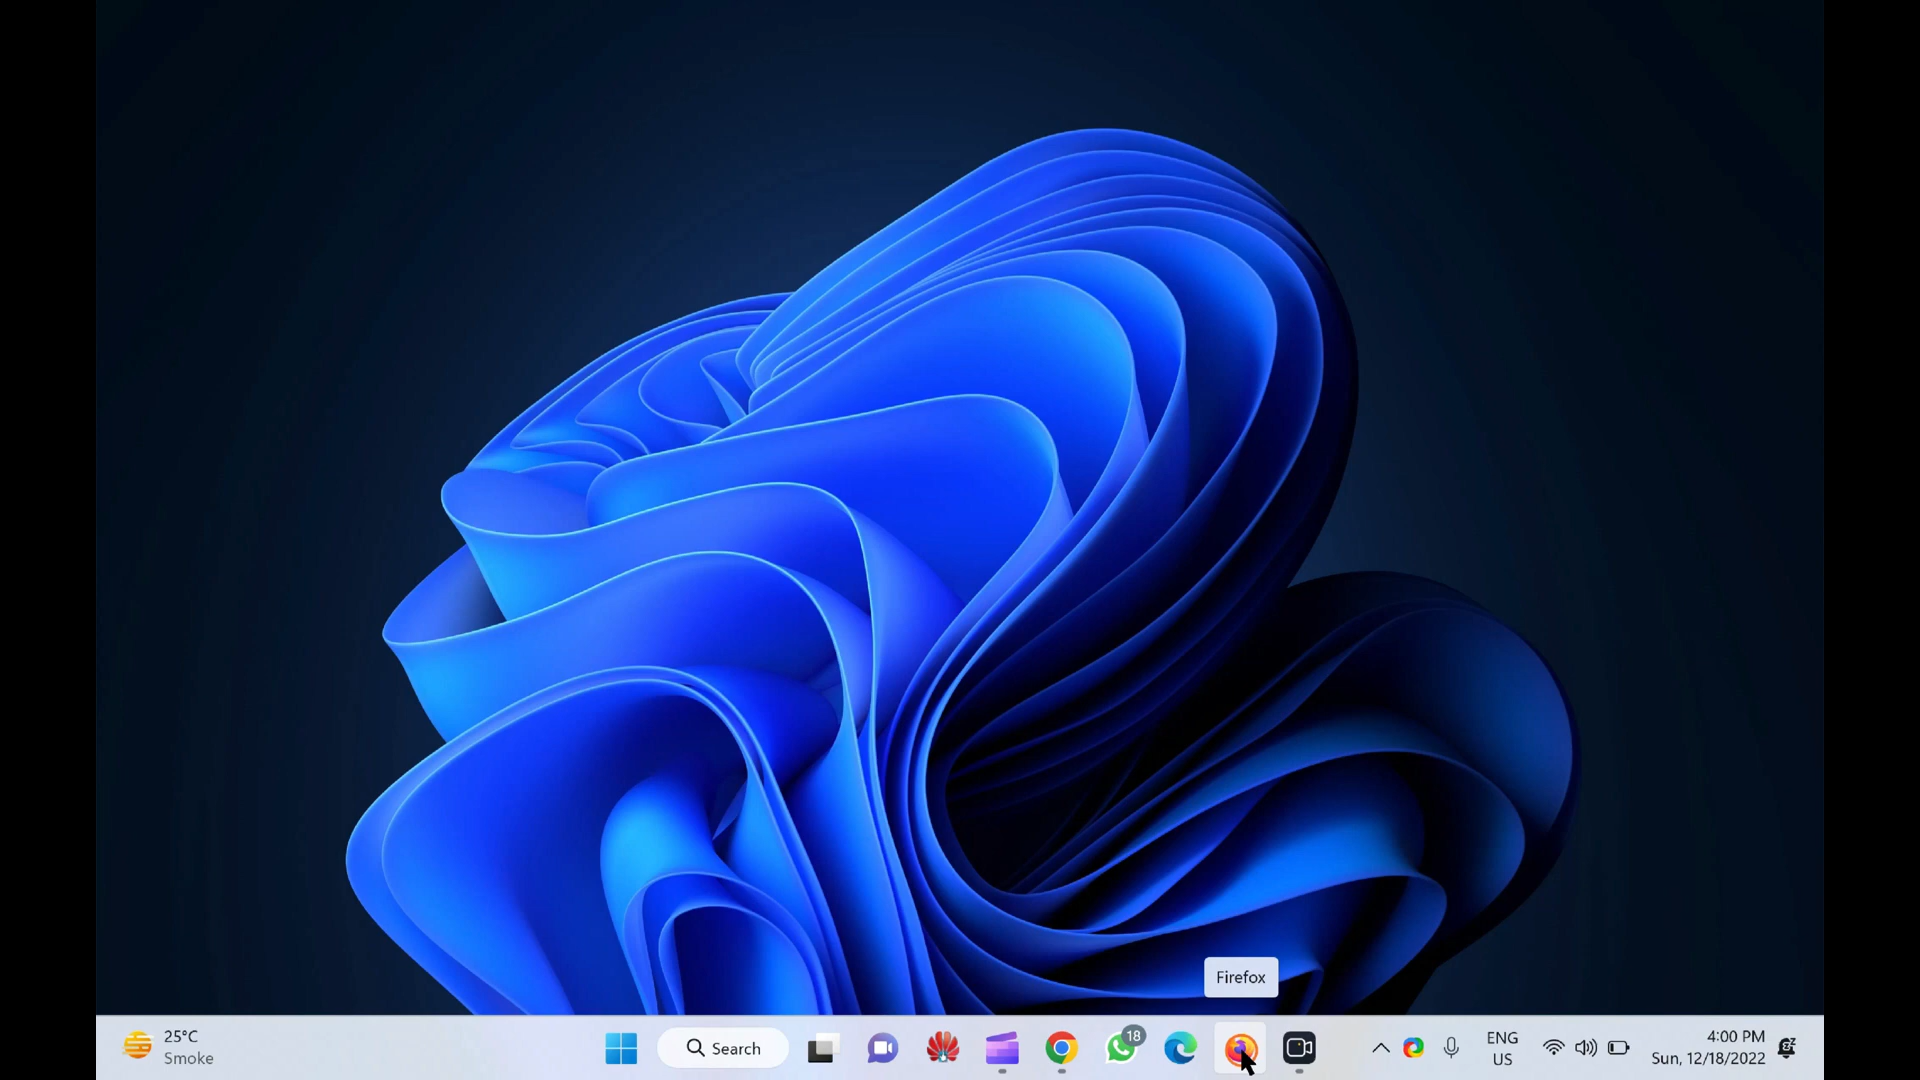 Firefox
25°C
Smoke
Search
18
ENG
US
4:00 PM
Sun, 12/18/2022